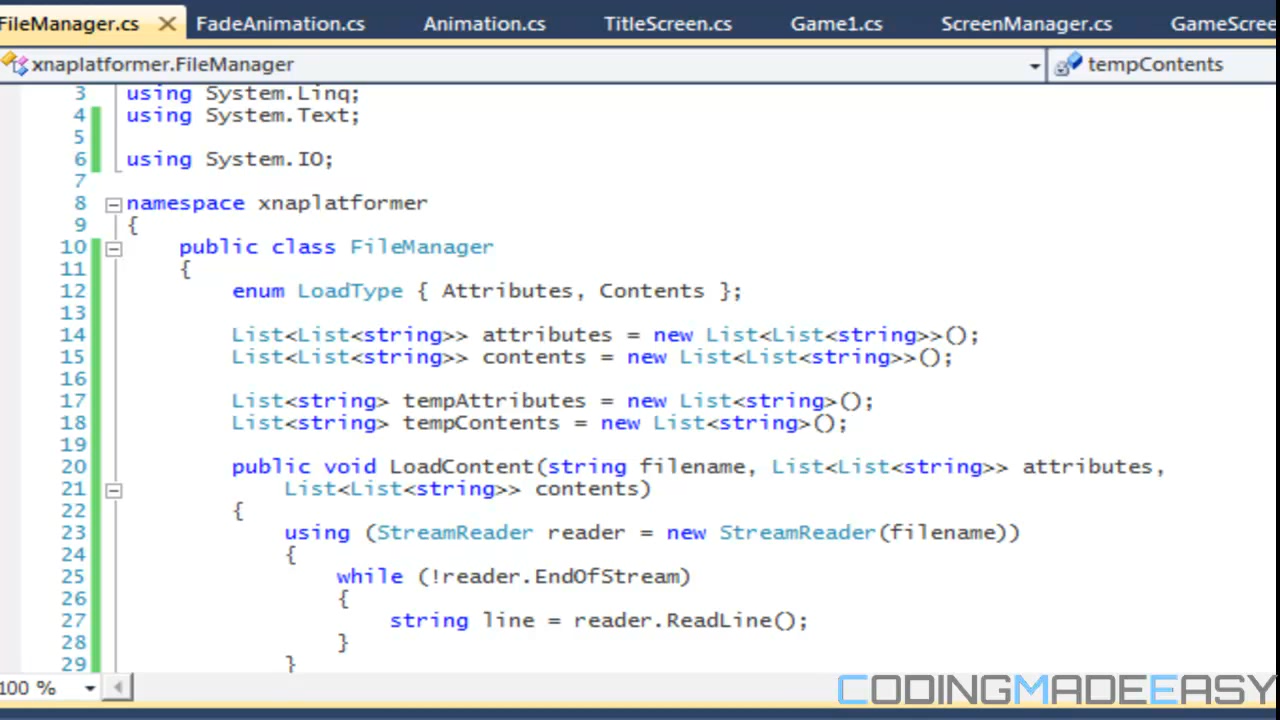 FileManager.cs FadeAnimation.cs Animation.cs TitleScreen.cs Game1.cs ScreenManager.cs GameScree
xnaplatformer.FileManager tempContents
3 using System.Linq;
4 using System.Text;
5
6 using System.IO;
7
8 namespace xnaplatformer
9 {
10 public class FileManager
11 {
12 enum LoadType { Attributes, Contents };
13
14 List<List<string>> attributes = new List<List<string>>();
15 List<List<string>> contents = new List<List<string>>();
16
17 List<string> tempAttributes = new List<string>();
18 List<string> tempContents = new List<string>();
19
20 public void LoadContent(string filename, List<List<string>> attributes,
21 List<List<string>> contents)
22 {
23 using (StreamReader reader = new StreamReader(filename))
24 {
25 while (!reader.EndOfStream)
26 {
27 string line = reader.ReadLine();
28 }
29 }
100 %
CODINGMADEEASY